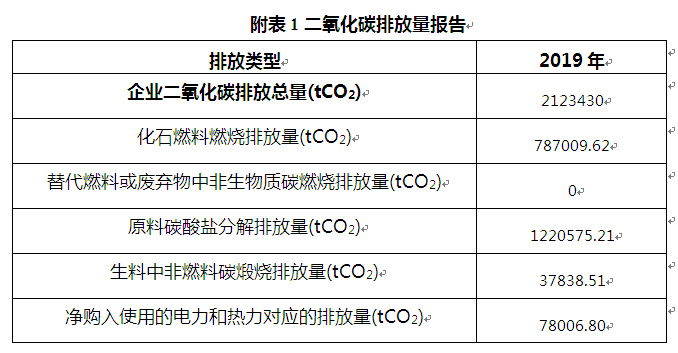 附表1二氧化碳排放量报告
排放类型 2019年
企业二氧化碳排放总量(tCO₂) 2123430
化石燃料燃烧排放量(tCO₂) 787009.62
替代燃料或废弃物中非生物质碳燃烧排放量(tCO₂) 0
原料碳酸盐分解排放量(tCO₂) 1220575.21
生料中非燃料碳煅烧排放量(tCO₂) 37838.51
净购入使用的电力和热力对应的排放量(tCO₂) 78006.80